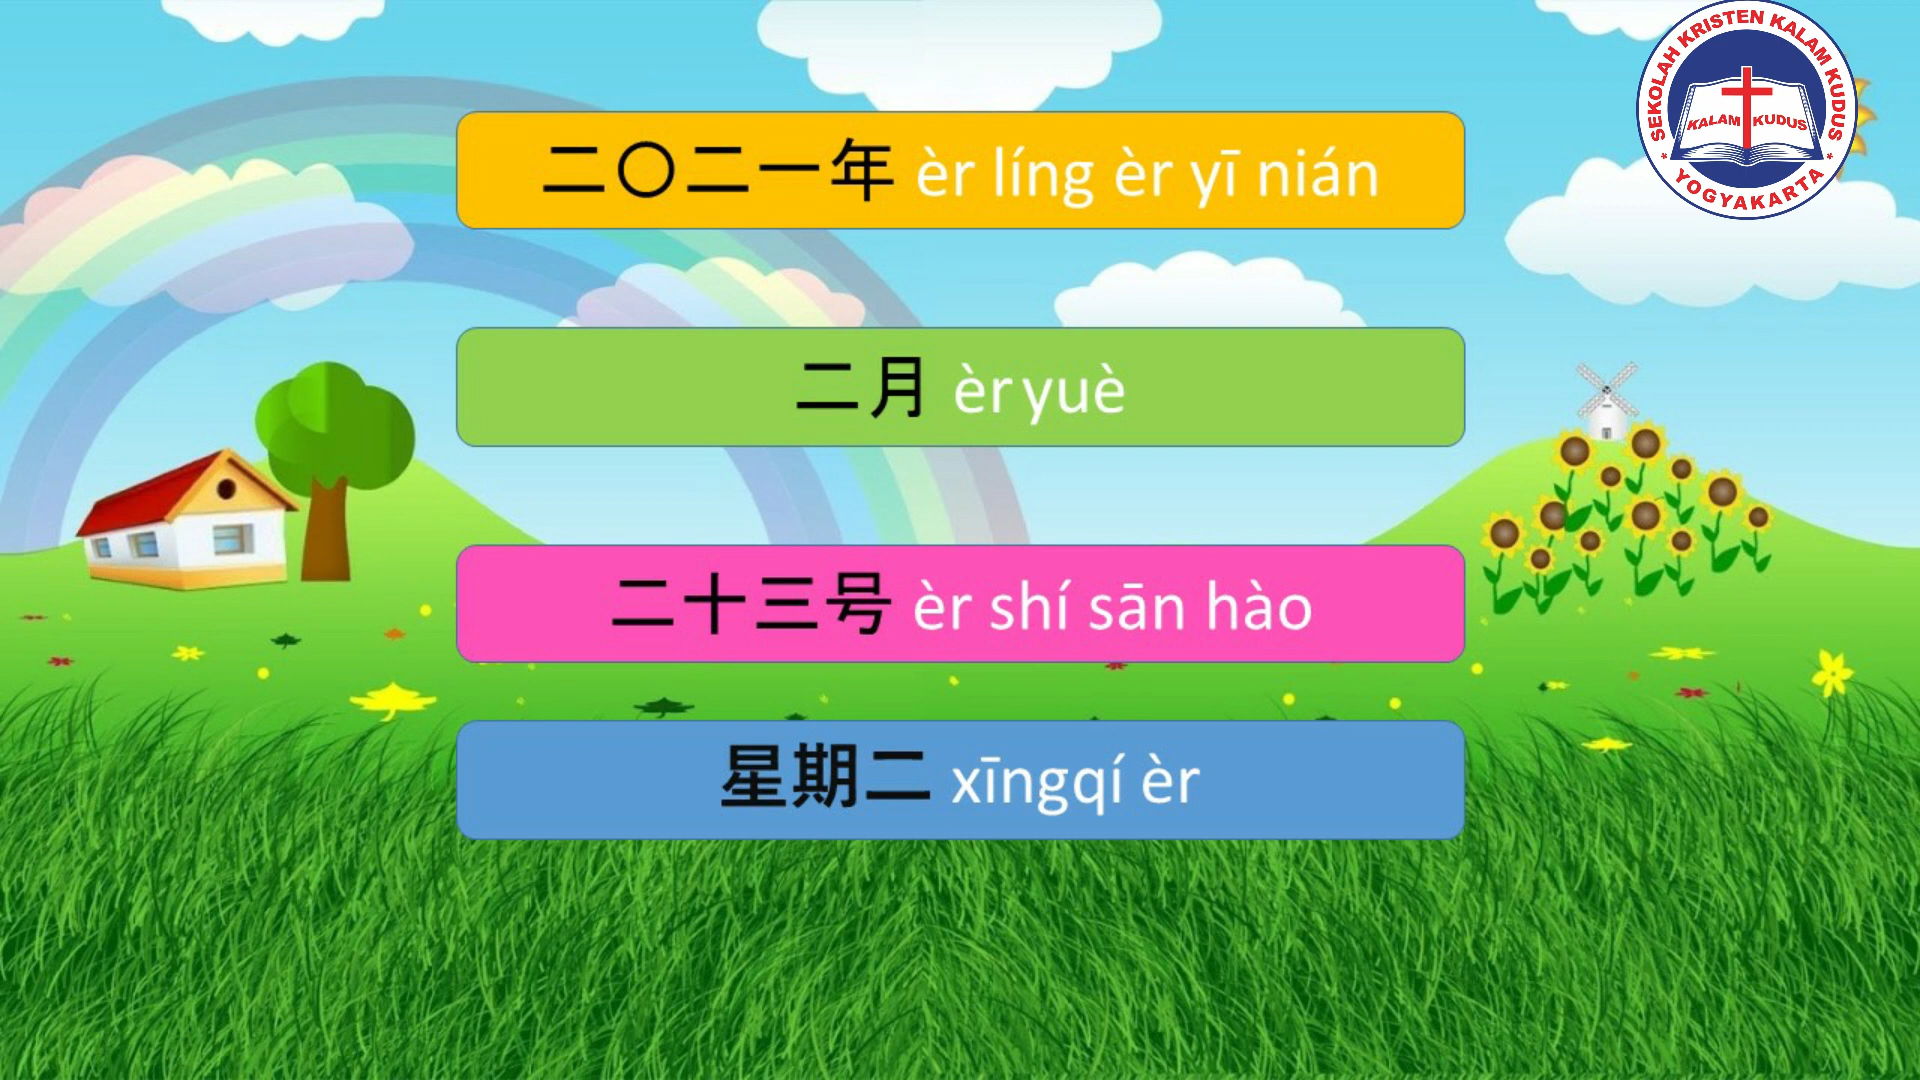 二〇二一年 èr líng èr yī nián
二月 èr yuè
二十三号 èr shí sān hào
星期二 xīngqí èr
SEKOLAH KRISTEN KALAM KUDUS
KALAM KUDUS
* YOGYAKARTA *